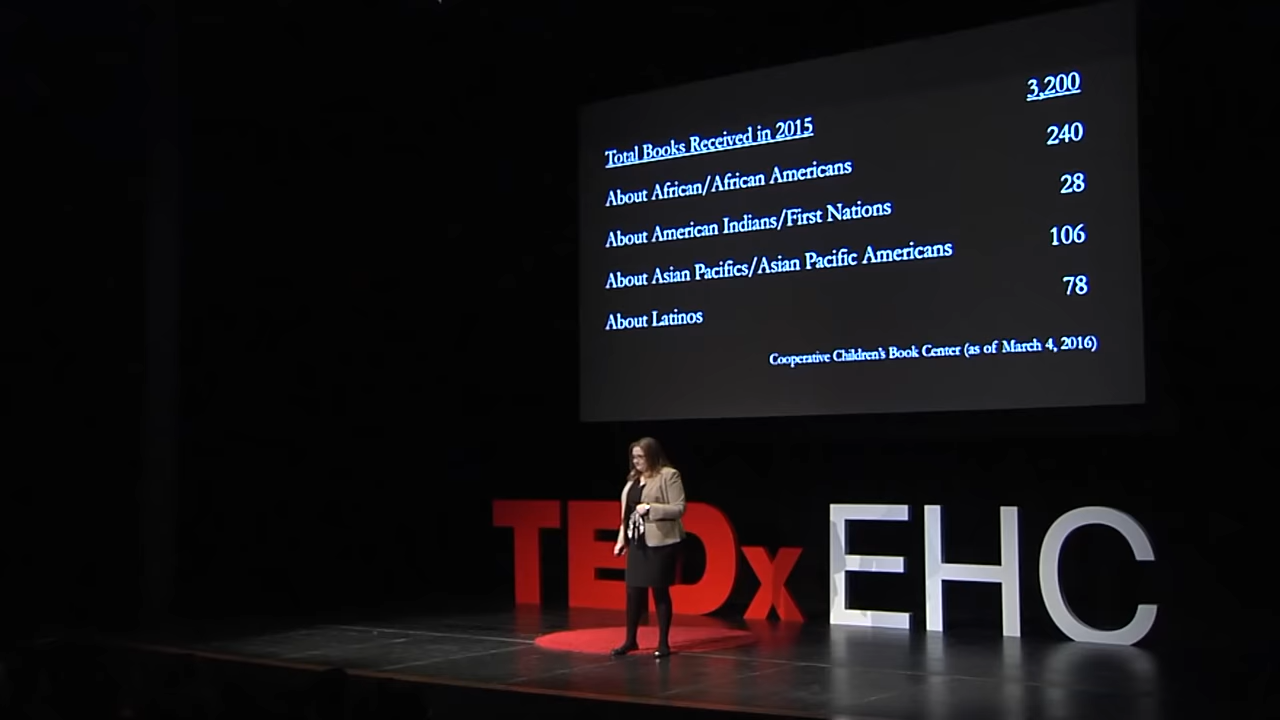 Total Books Received in 2015 3,200
About African/African Americans 240
About American Indians/First Nations 28
About Asian Pacifics/Asian Pacific Americans 106
About Latinos 78
Cooperative Children's Book Center (as of March 4, 2016)
TEDx EHC